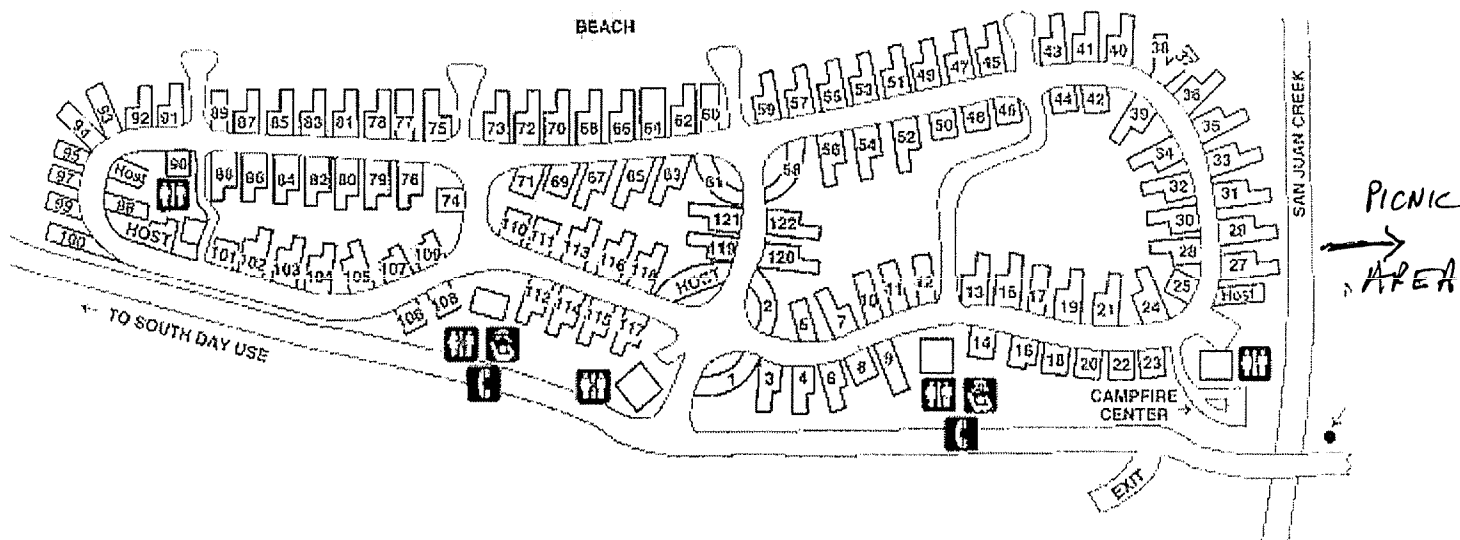 BEACH
59 57 55 53 51 49 47 45 43 41 40 38 37
92 91 89 87 85 83 81 78 77 75 73 72 70 68 66 64 62 60
94 93 95 97 99 100
HOST 90 98 HOST
88 86 84 82 80 79 76 74
71 69 67 65 63 61 58
56 54 52 50 48 46 44 42
39 36 35 34 33 32 31 30 29 28 27 25 HOST
110 111 113 116 118 121 122 119 120 HOST
101 102 103 104 105 107 109
106 108 112 114 115 117
2 5 7 10 11 12 13 15 17 19 21 24
1 3 4 6 8 9 14 16 18 20 22 23
SAN JUAN CREEK
PICNIC
AREA
← TO SOUTH DAY USE
CAMPFIRE
CENTER →
EXIT